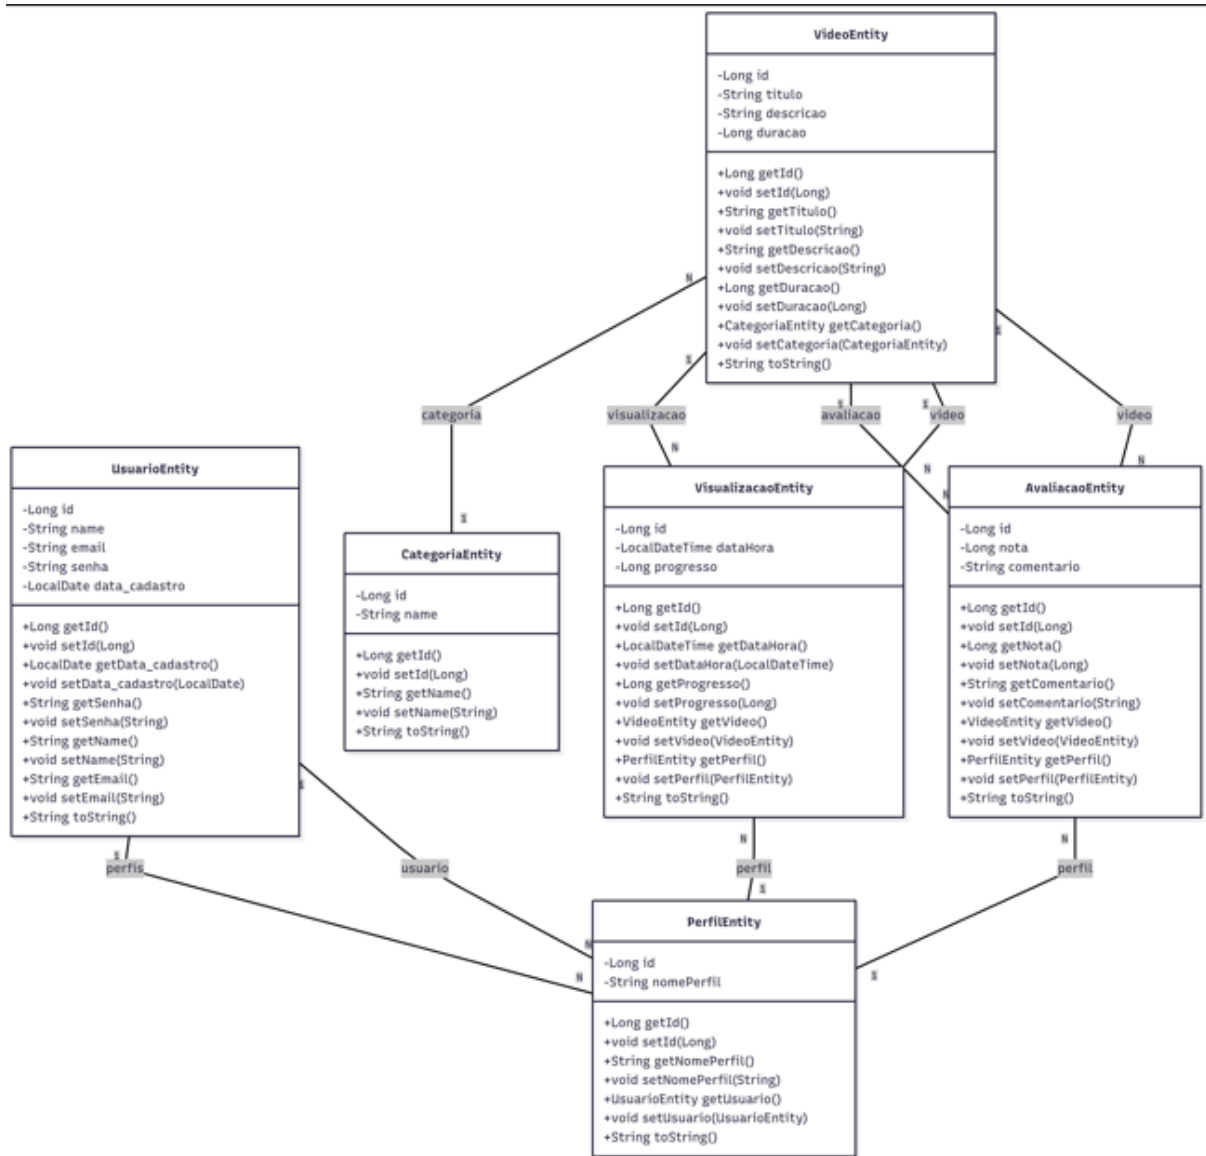 VideoEntity
-Long id
-String titulo
-String descricao
-Long duracao
+Long getId()
+void setId(Long)
+String getTitulo()
+void setTitulo(String)
+String getDescricao()
+void setDescricao(String)
+Long getDuracao()
+void setDuracao(Long)
+CategoriaEntity getCategoria()
+void setCategoria(CategoriaEntity)
+String toString()
N
1
1
1
1
categoria
visualizacao
avaliacao
video
video
1
N
N
N
N
UsuarioEntity
-Long id
-String name
-String email
-String senha
-LocalDate data_cadastro
+Long getId()
+void setId(Long)
+LocalDate getData_cadastro()
+void setData_cadastro(LocalDate)
+String getSenha()
+void setSenha(String)
+String getName()
+void setName(String)
+String getEmail()
+void setEmail(String)
+String toString()
CategoriaEntity
-Long id
-String name
+Long getId()
+void setId(Long)
+String getName()
+void setName(String)
+String toString()
VisualizacaoEntity
-Long id
-LocalDateTime dataHora
-Long progresso
+Long getId()
+void setId(Long)
+LocalDateTime getDataHora()
+void setDataHora(LocalDateTime)
+Long getProgresso()
+void setProgresso(Long)
+VideoEntity getVideo()
+void setVideo(VideoEntity)
+PerfilEntity getPerfil()
+void setPerfil(PerfilEntity)
+String toString()
AvaliacaoEntity
-Long id
-Long nota
-String comentario
+Long getId()
+void setId(Long)
+Long getNota()
+void setNota(Long)
+String getComentario()
+void setComentario(String)
+VideoEntity getVideo()
+void setVideo(VideoEntity)
+PerfilEntity getPerfil()
+void setPerfil(PerfilEntity)
+String toString()
1
1
N
N
perfis
usuario
perfil
perfil
N
N
1
1
PerfilEntity
-Long id
-String nomePerfil
+Long getId()
+void setId(Long)
+String getNomePerfil()
+void setNomePerfil(String)
+UsuarioEntity getUsuario()
+void setUsuario(UsuarioEntity)
+String toString()